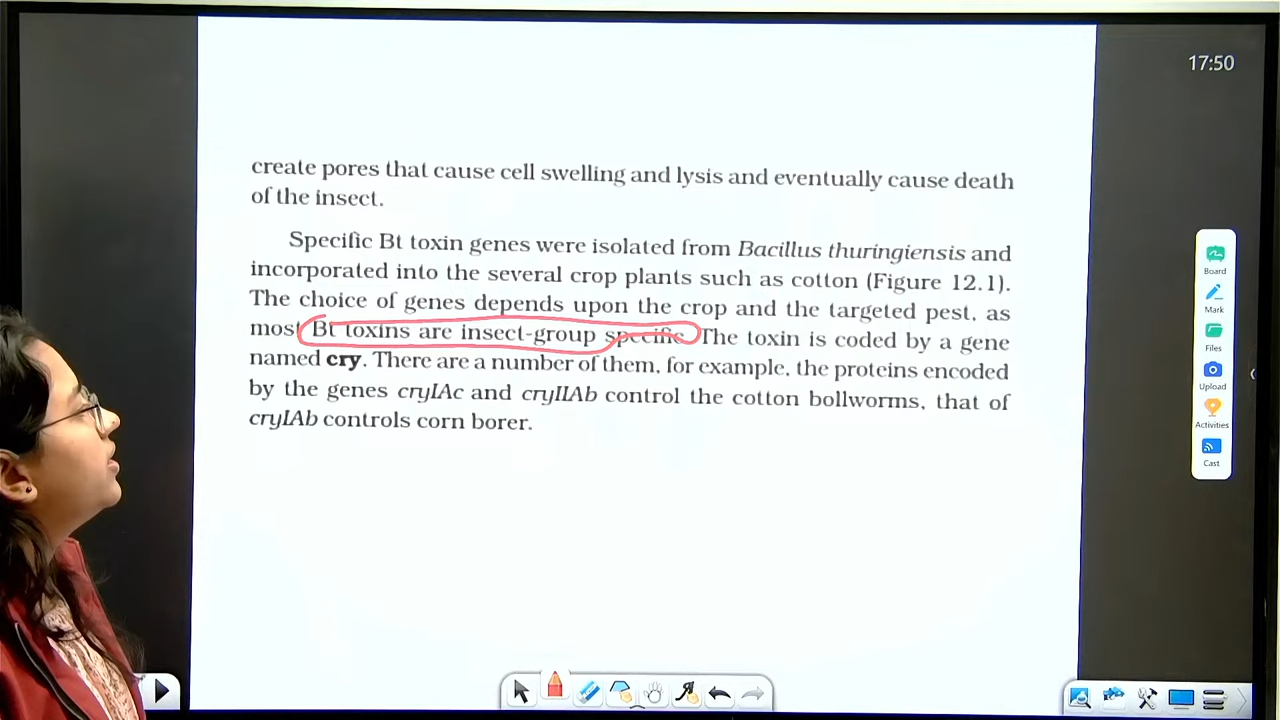 17:50
create pores that cause cell swelling and lysis and eventually cause death
of the insect.
Specific Bt toxin genes were isolated from Bacillus thuringiensis and
incorporated into the several crop plants such as cotton (Figure 12.1).
The choice of genes depends upon the crop and the targeted pest, as
most Bt toxins are insect-group specific. The toxin is coded by a gene
named cry. There are a number of them, for example, the proteins encoded
by the genes cryIAc and cryIIAb control the cotton bollworms, that of
cryIAb controls corn borer.
Board
Mark
Files
Upload
Activities
Cast